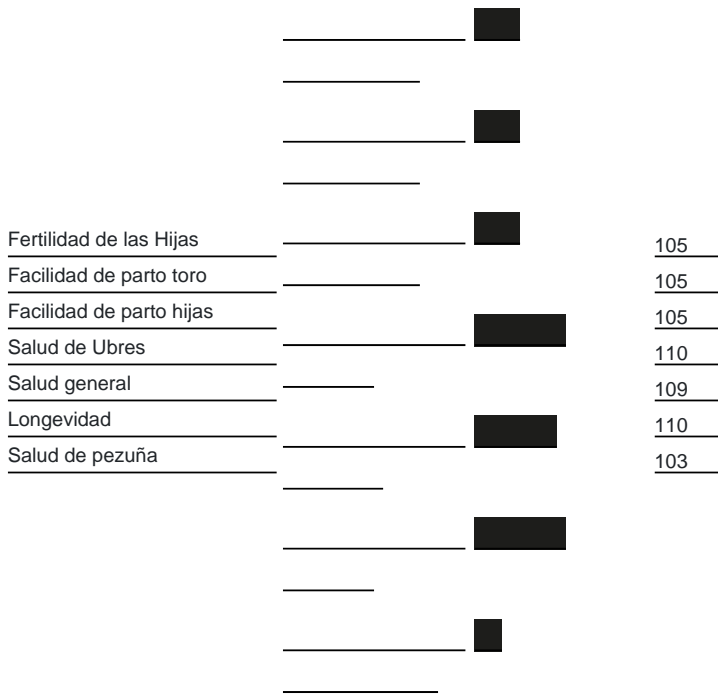 Fertilidad de las Hijas 105
Facilidad de parto toro 105
Facilidad de parto hijas 105
Salud de Ubres 110
Salud general 109
Longevidad 110
Salud de pezuña 103